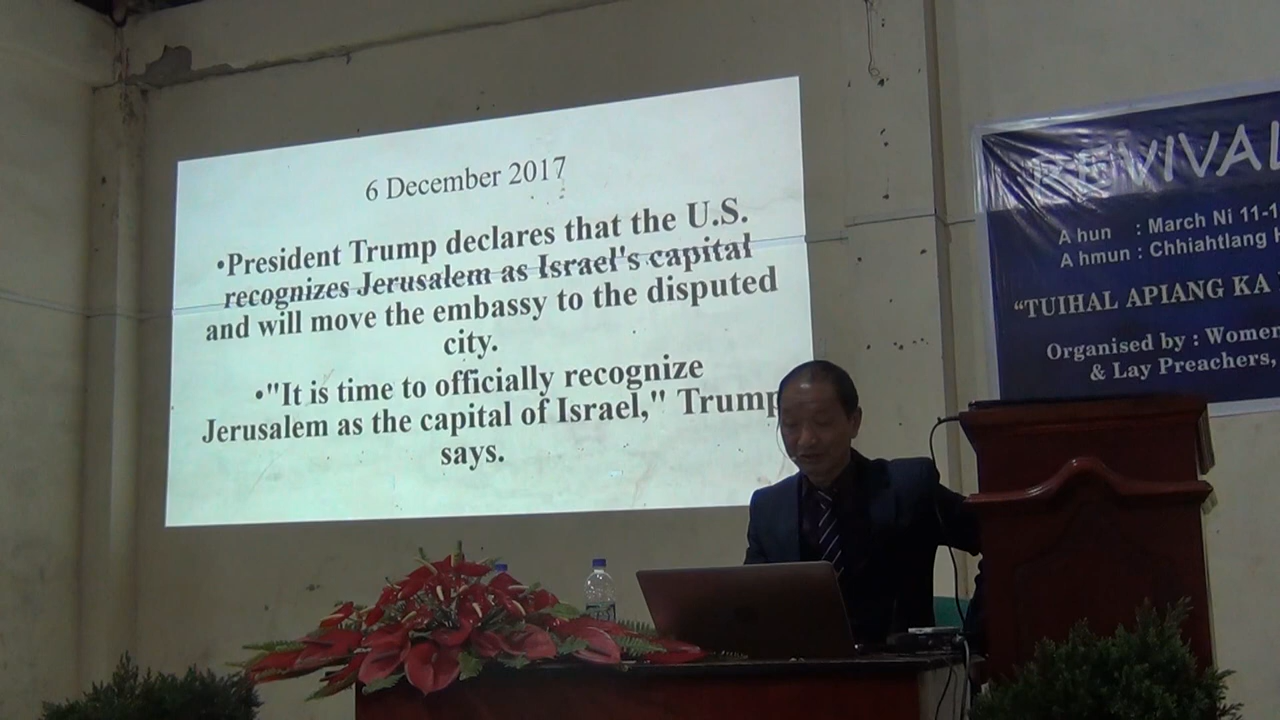 6 December 2017
•President Trump declares that the U.S.
recognizes Jerusalem as Israel's capital
and will move the embassy to the disputed
city.
•"It is time to officially recognize
Jerusalem as the capital of Israel," Trump
says.
REVIVAL
A hun : March Ni 11-1
A hmun : Chhiahtlang H
“TUIHAL APIANG KA
Organised by : Women
& Lay Preachers,